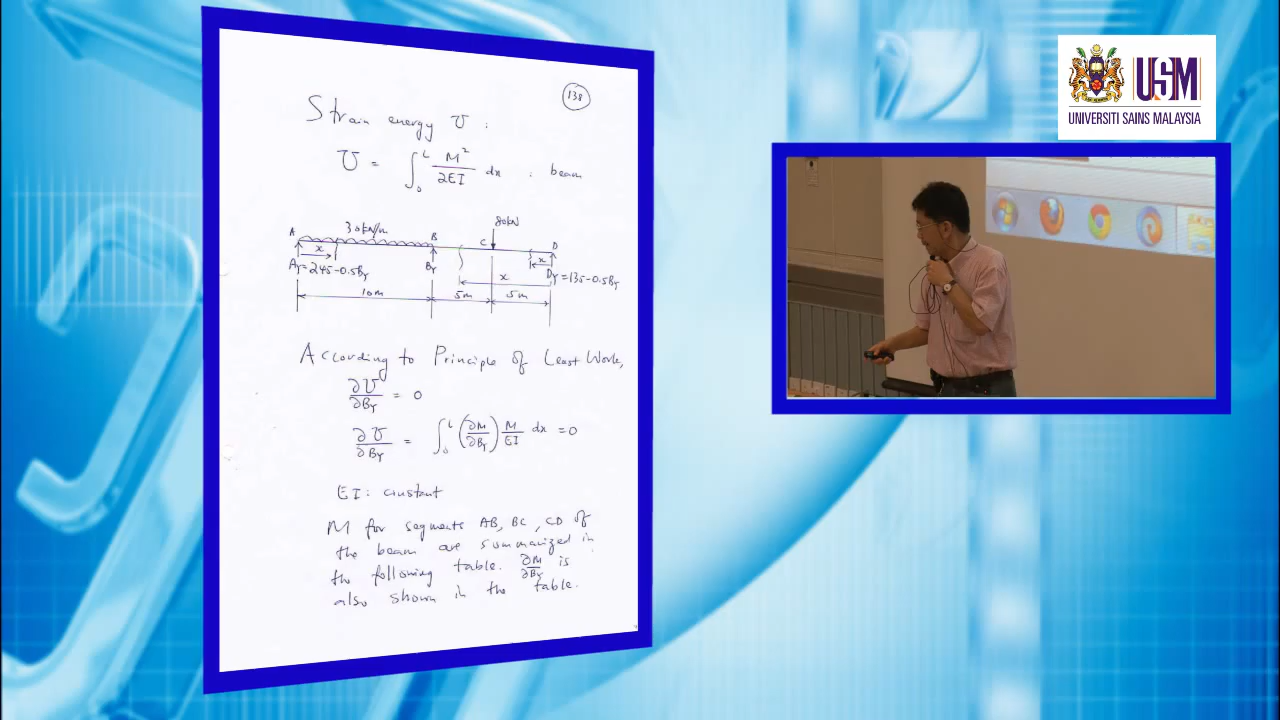 138
Strain energy U :
U = ∫₀ᴸ M²/2EI dx : beam
80kN
A 30kN/m B C D
x x
Ay=245-0.5By By x Dy=135-0.5By
10m 5m 5m
According to Principle of Least Work,
∂U/∂By = 0
∂U/∂By = ∫₀ᴸ (∂M/∂By) M/EI dx = 0
EI: constant
M for segments AB, BC, CD of
the beam are summarized in
the following table. ∂M/∂By is
also shown in the table.
USM
UNIVERSITI SAINS MALAYSIA